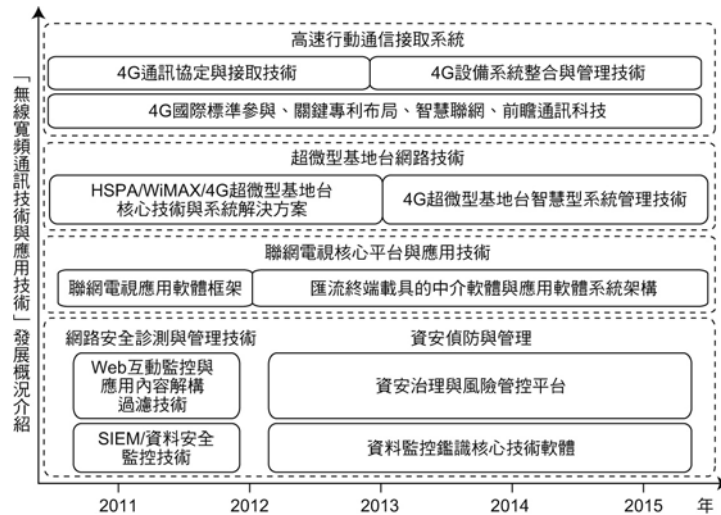 「無線寬頻通訊技術與應用技術」發展概況介紹
高速行動通信接取系統
4G通訊協定與接取技術
4G設備系統整合與管理技術
4G國際標準參與、關鍵專利布局、智慧聯網、前瞻通訊科技
超微型基地台網路技術
HSPA/WiMAX/4G超微型基地台
核心技術與系統解決方案
4G超微型基地台智慧型系統管理技術
聯網電視核心平台與應用技術
聯網電視應用軟體框架
匯流終端載具的中介軟體與應用軟體系統架構
網路安全診測與管理技術
資安偵防與管理
Web互動監控與
應用內容解構
過濾技術
資安治理與風險管控平台
SIEM/資料安全
監控技術
資料監控鑑識核心技術軟體
2011 2012 2013 2014 2015 年